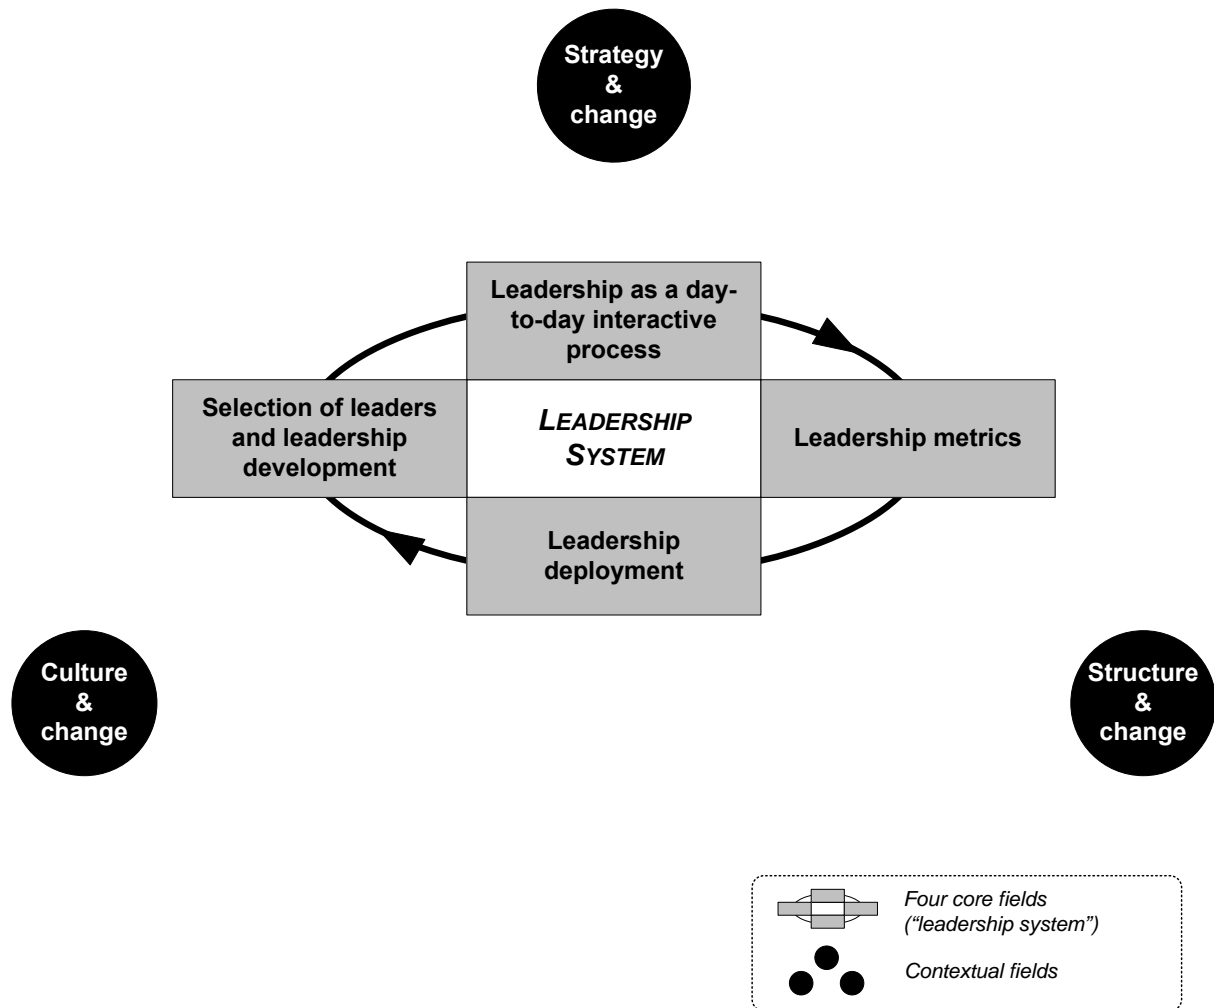 Strategy
&
change
Leadership as a day-
to-day interactive
process
Selection of leaders
and leadership
development
LEADERSHIP
SYSTEM
Leadership metrics
Leadership
deployment
Culture
&
change
Structure
&
change
Four core fields
(“leadership system”)
Contextual fields